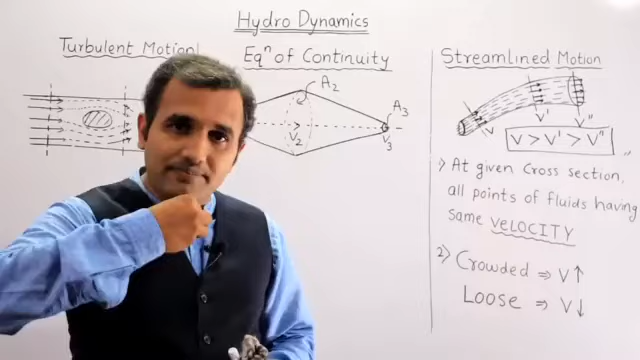 Hydro Dynamics
Turbulent Motion
Eqⁿ of Continuity
A₂
V₂
A₃
V₃
Streamlined Motion
V
V'
V"
V > V' > V"
1) At given Cross section,
all points of fluids having
same VELOCITY
2) Crowded ⇒ V↑
Loose ⇒ V↓